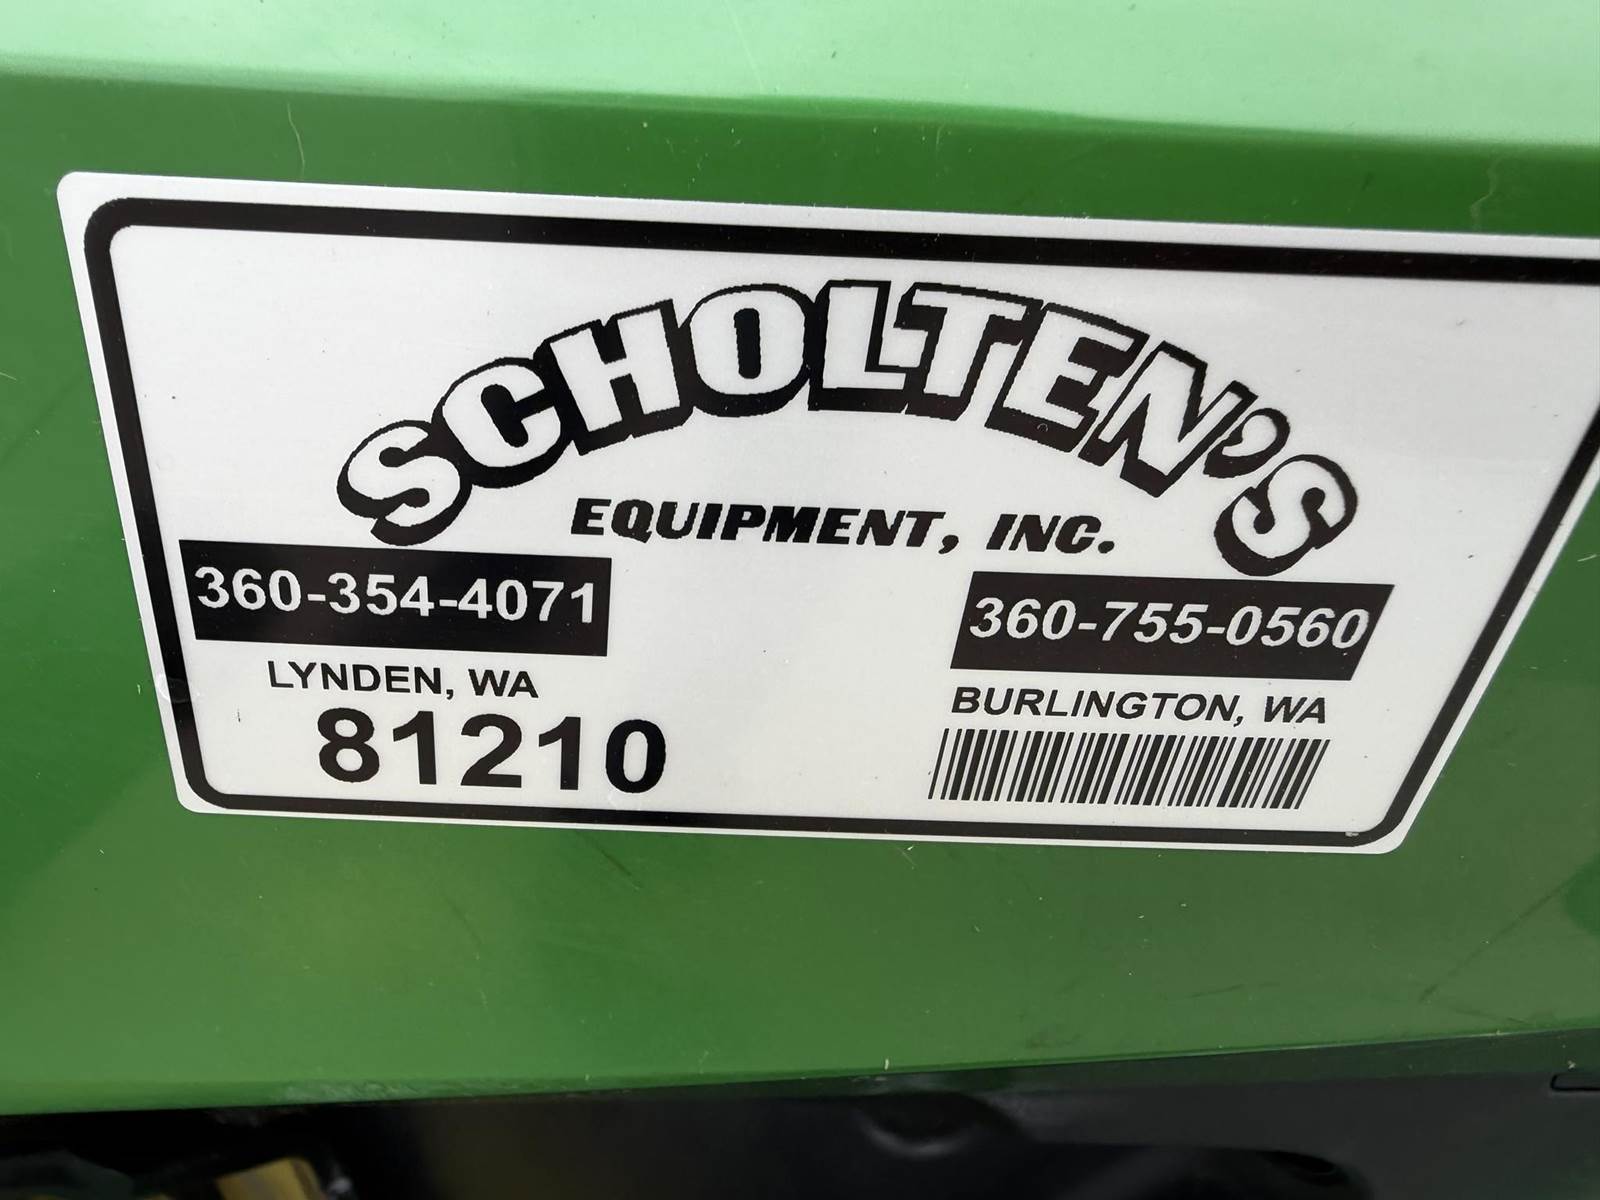 SCHOLTEN'S
EQUIPMENT, INC.
360-354-4071
LYNDEN, WA
81210
360-755-0560
BURLINGTON, WA